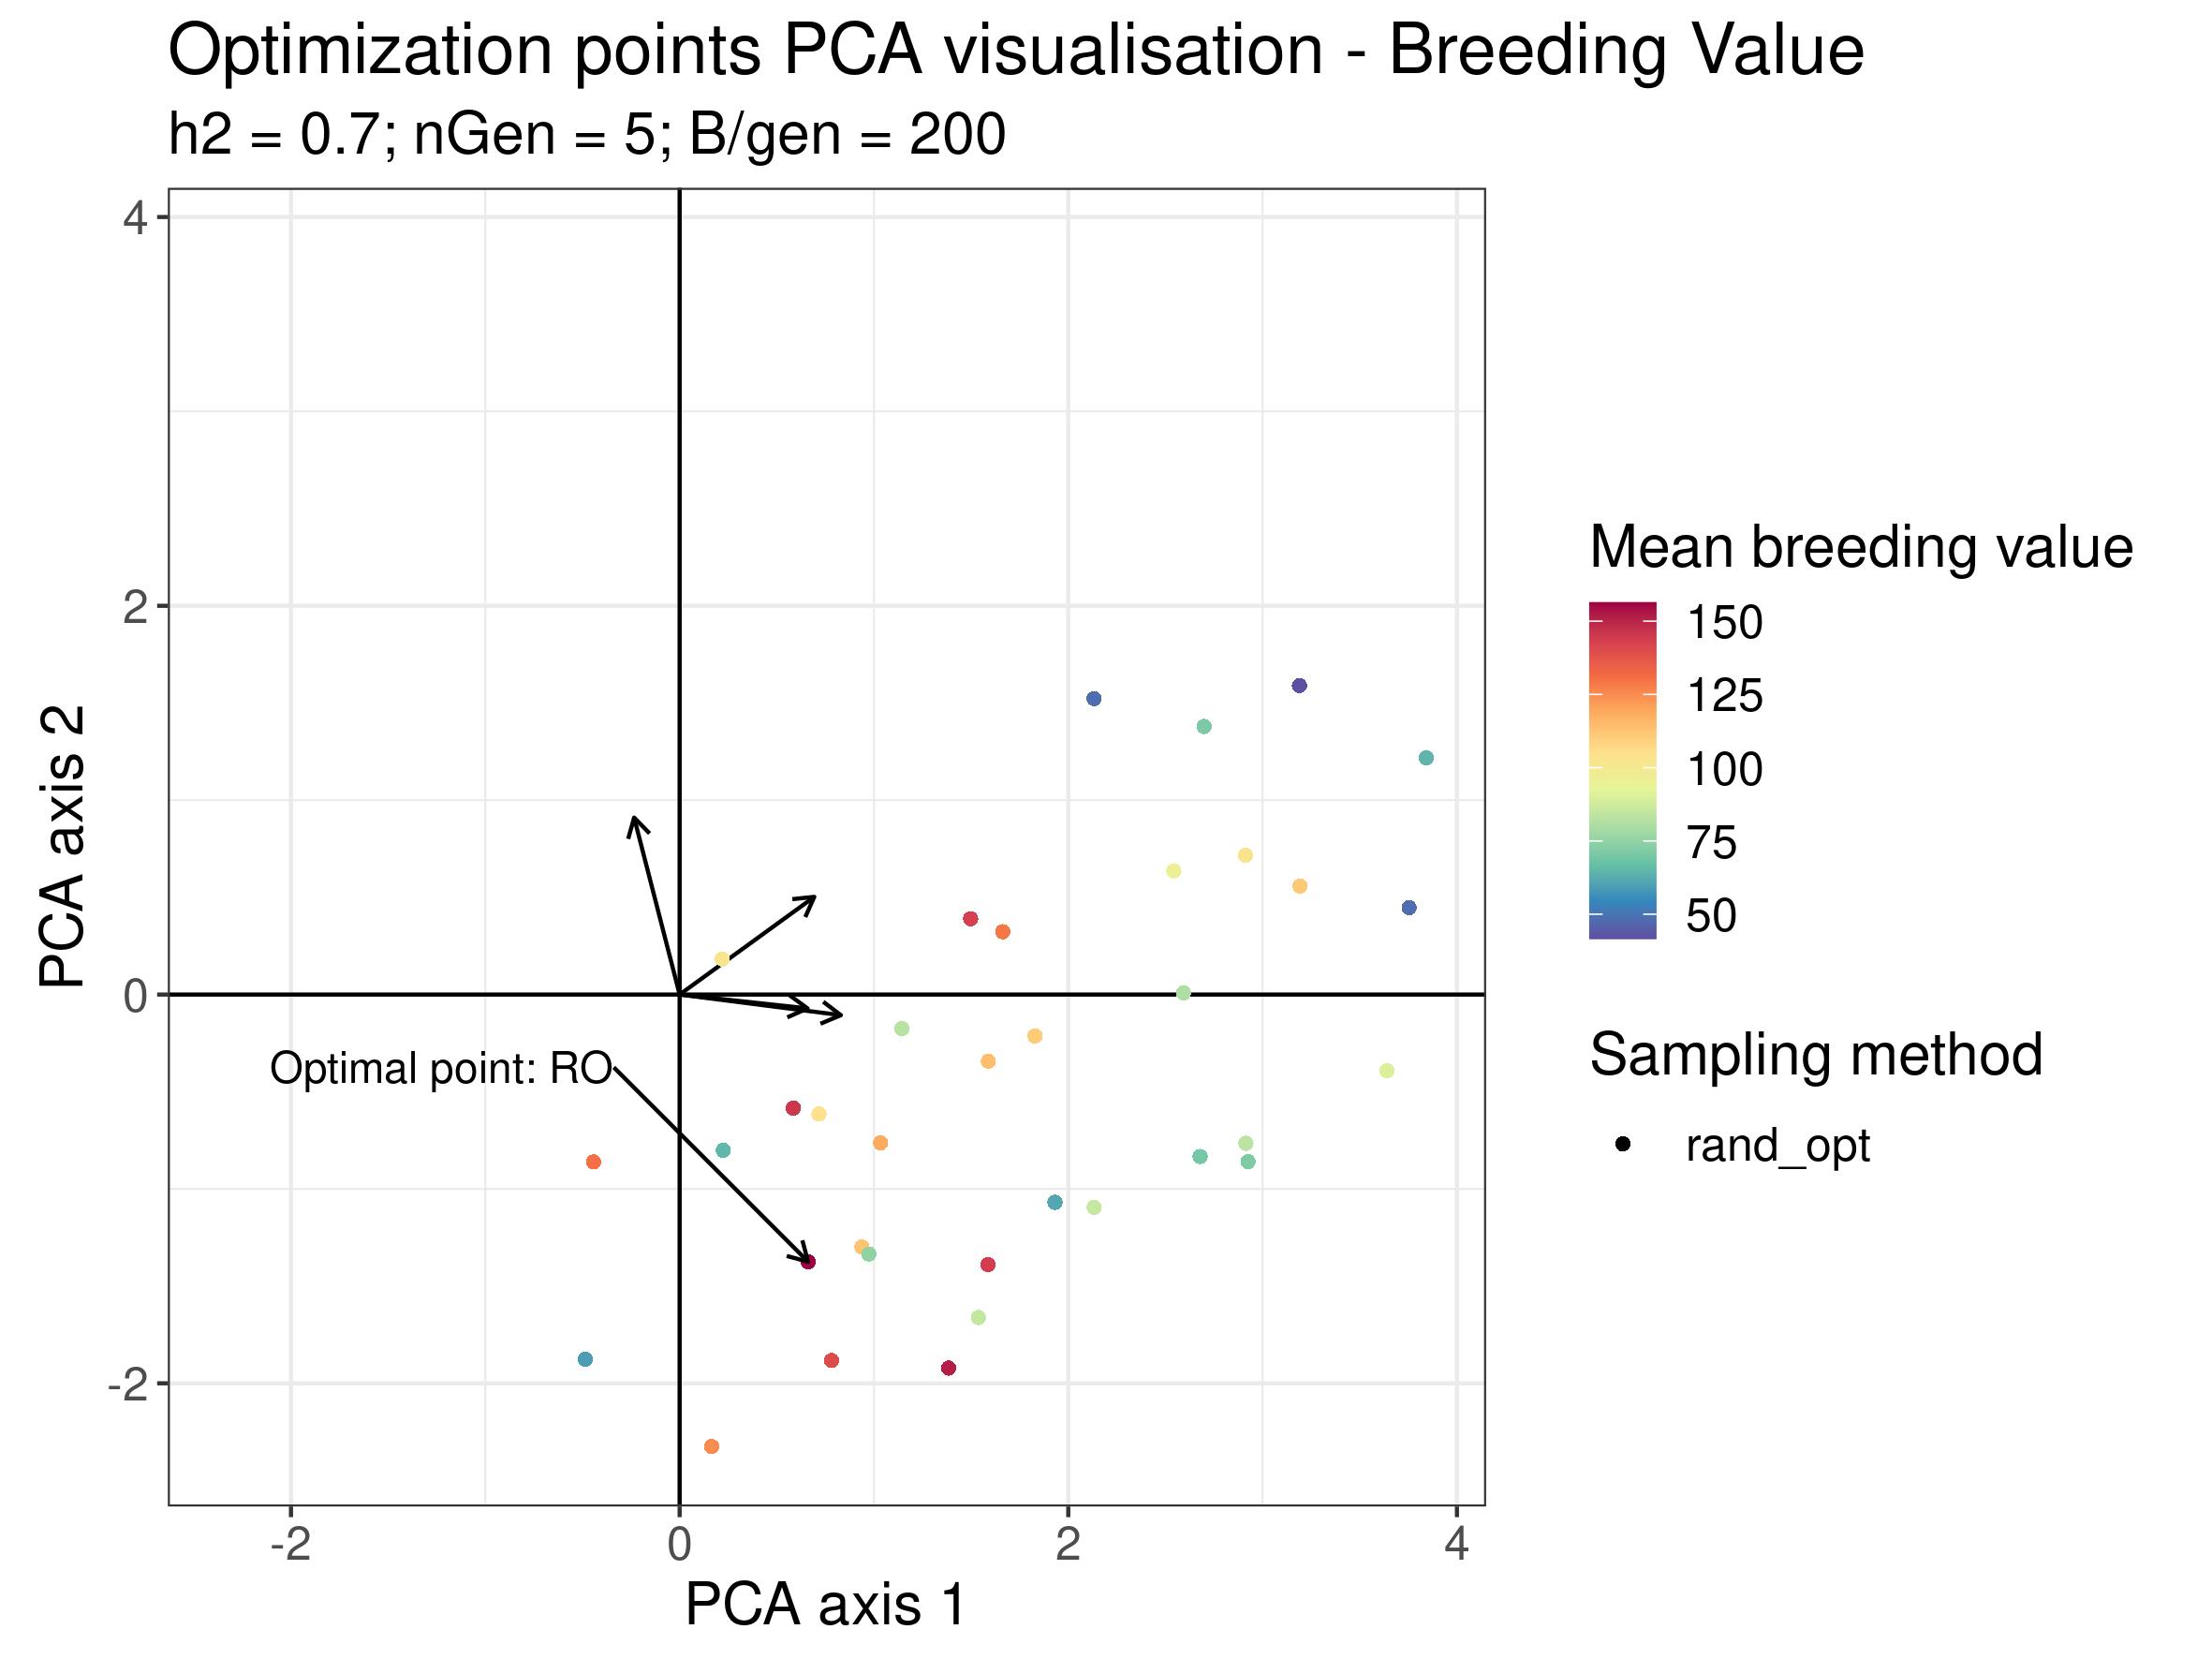 Optimization points PCA visualisation - Breeding Value
h2 = 0.7; nGen = 5; B/gen = 200
4
2
0
-2
PCA axis 2
Optimal point: RO
-2
0
2
4
PCA axis 1
Mean breeding value
150
125
100
75
50
Sampling method
rand_opt